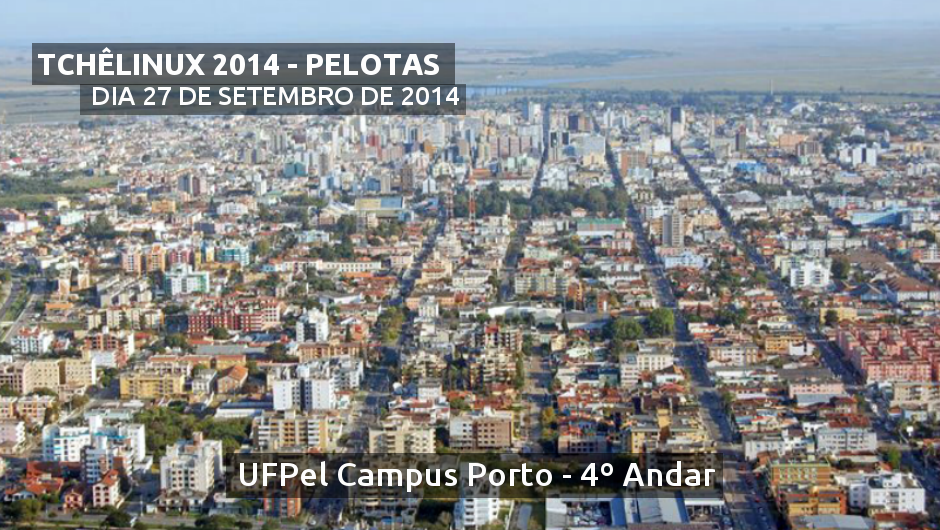 TCHÊLINUX 2014 - PELOTAS
DIA 27 DE SETEMBRO DE 2014
UFPel Campus Porto - 4º Andar